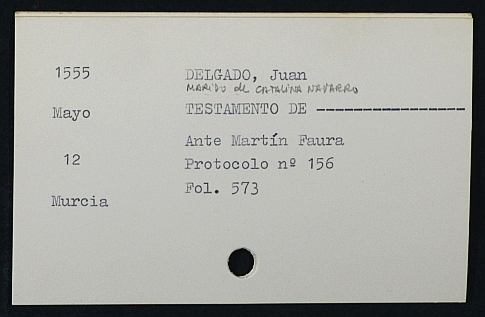 1555 DELGADO, Juan
MARIDO de CATALINA NAVARRO
Mayo TESTAMENTO DE -----------------
Ante Martín Faura
12 Protocolo nº 156
Fol. 573
Murcia